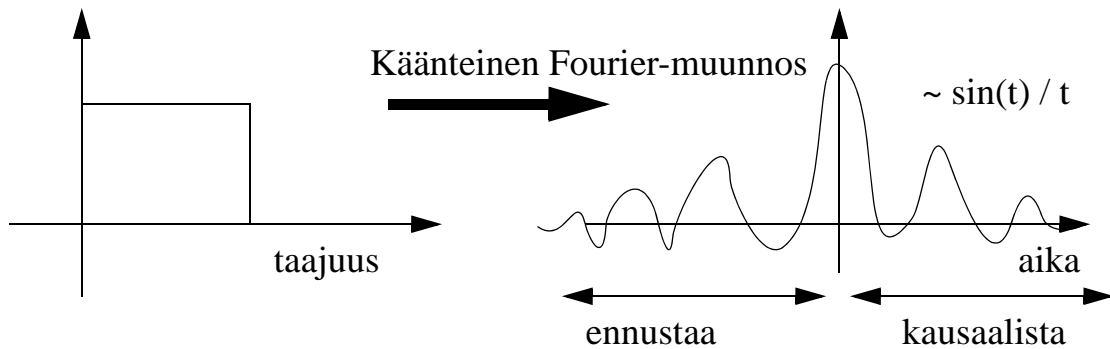 Käänteinen Fourier-muunnos
~ sin(t) / t
taajuus
aika
ennustaa
kausaalista